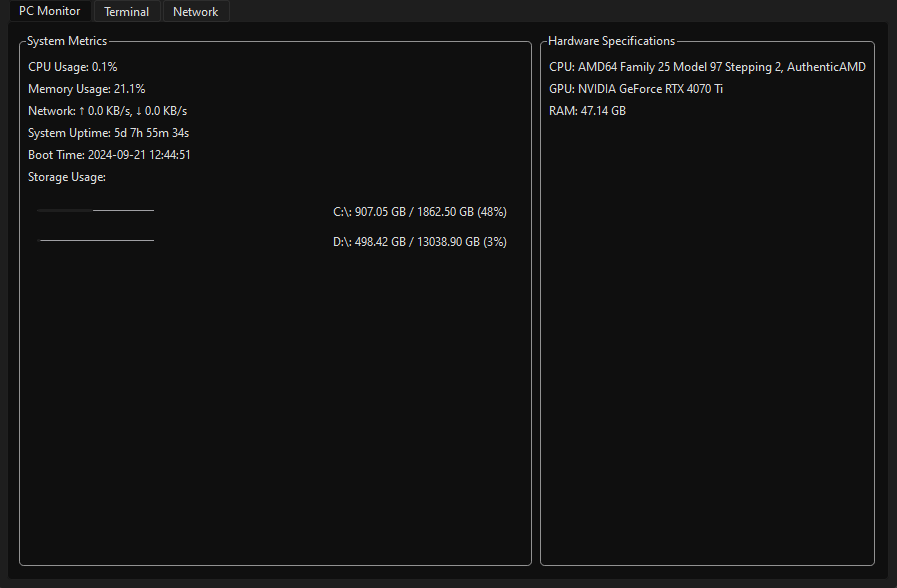 PC Monitor Terminal Network
System Metrics
CPU Usage: 0.1%
Memory Usage: 21.1%
Network: ↑ 0.0 KB/s, ↓ 0.0 KB/s
System Uptime: 5d 7h 55m 34s
Boot Time: 2024-09-21 12:44:51
Storage Usage:
C:\: 907.05 GB / 1862.50 GB (48%)
D:\: 498.42 GB / 13038.90 GB (3%)
Hardware Specifications
CPU: AMD64 Family 25 Model 97 Stepping 2, AuthenticAMD
GPU: NVIDIA GeForce RTX 4070 Ti
RAM: 47.14 GB